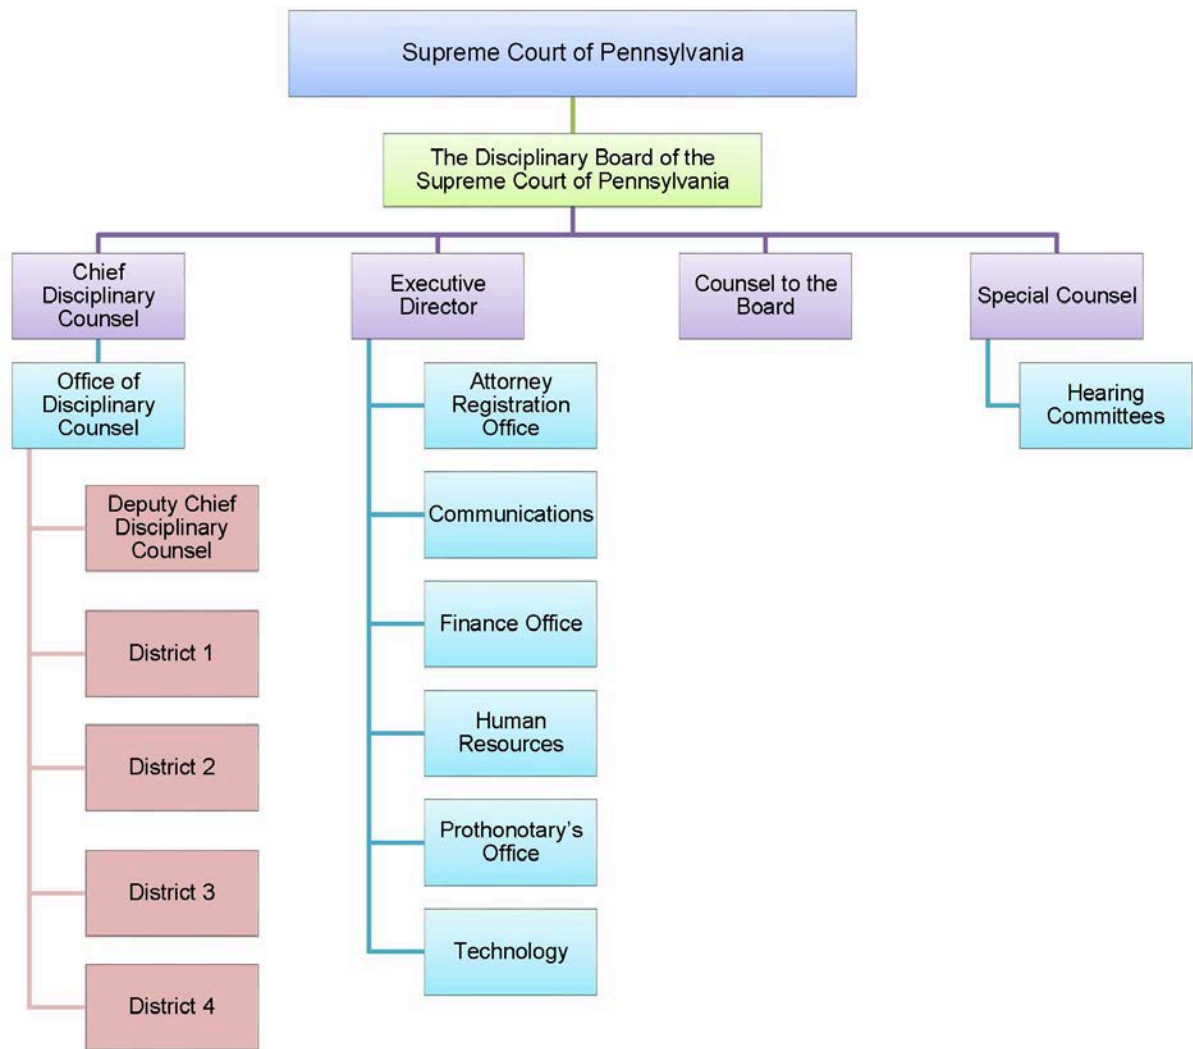 Supreme Court of Pennsylvania
The Disciplinary Board of the
Supreme Court of Pennsylvania
Chief
Disciplinary
Counsel
Executive
Director
Counsel to the
Board
Special Counsel
Office of
Disciplinary
Counsel
Attorney
Registration
Office
Hearing
Committees
Deputy Chief
Disciplinary
Counsel
Communications
District 1
Finance Office
District 2
Human
Resources
District 3
Prothonotary's
Office
District 4
Technology